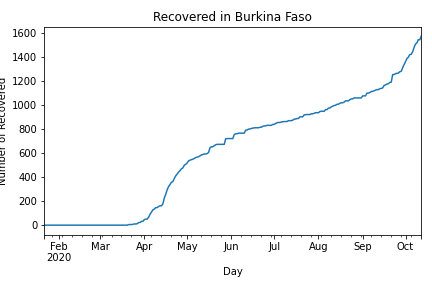 Recovered in Burkina Faso
Number of Recovered
1600
1400
1200
1000
800
600
400
200
0
Feb Mar Apr May Jun Jul Aug Sep Oct
2020
Day